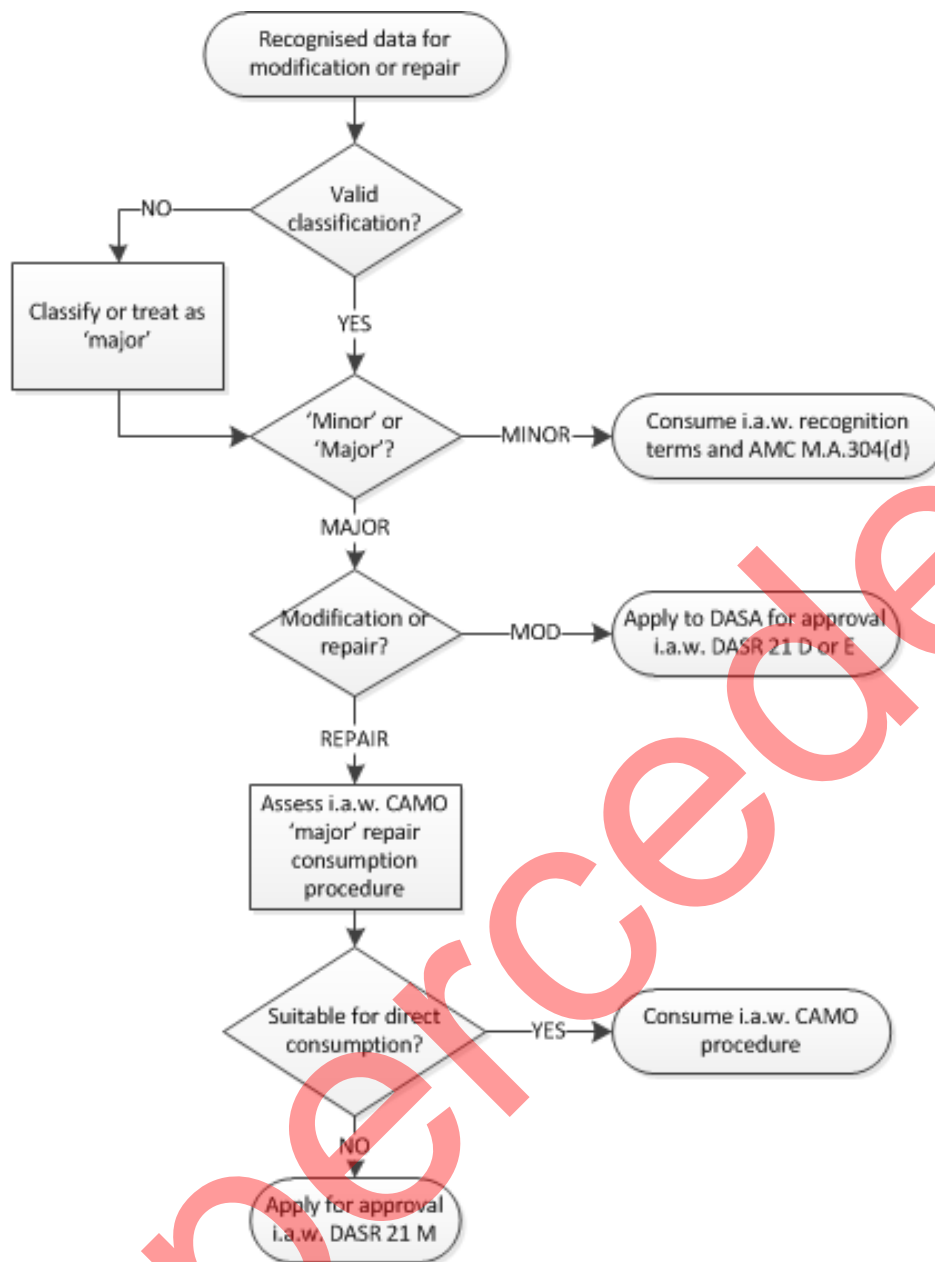 Recognised data for
modification or repair
Valid
classification?
NO
YES
Classify or treat as
‘major’
‘Minor’ or
‘Major’?
MINOR
Consume i.a.w. recognition
terms and AMC M.A.304(d)
MAJOR
Modification or
repair?
MOD
Apply to DASA for approval
i.a.w. DASR 21 D or E
REPAIR
Assess i.a.w. CAMO
‘major’ repair
consumption
procedure
Suitable for direct
consumption?
YES
Consume i.a.w. CAMO
procedure
NO
Apply for approval
i.a.w. DASR 21 M
percede